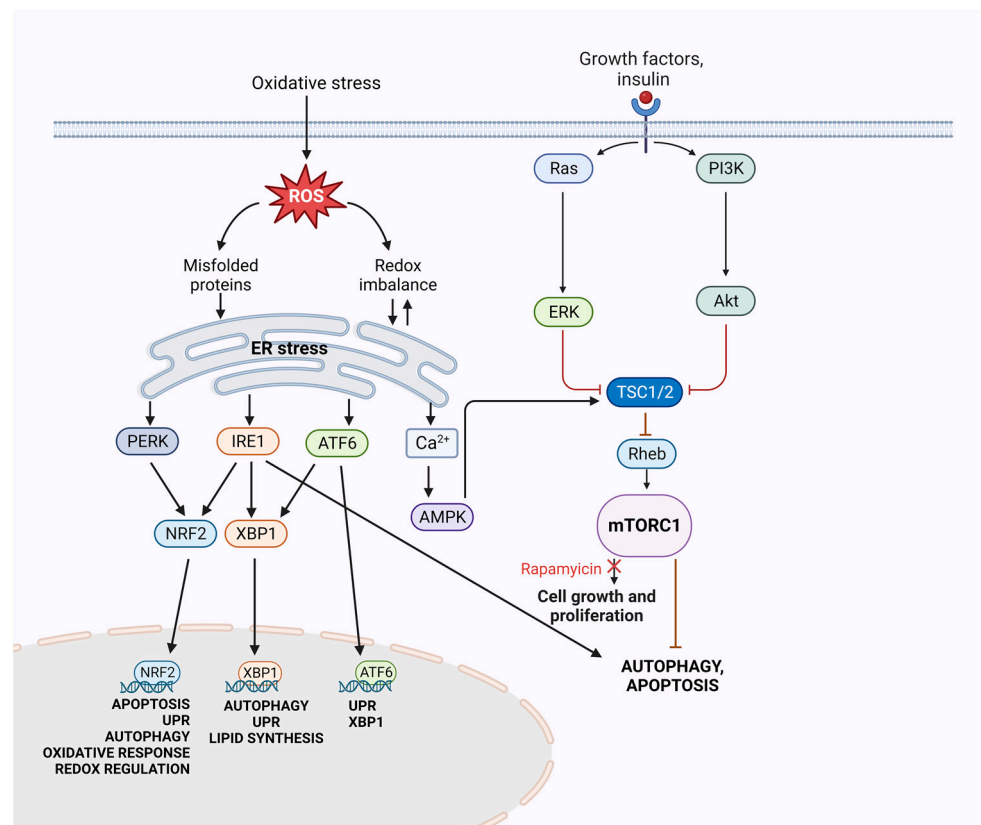 Growth factors,
insulin
Oxidative stress
Ras
PI3K
ROS
Misfolded
proteins
Redox
imbalance
ERK
Akt
ER stress
TSC1/2
PERK
IRE1
ATF6
Ca²⁺
Rheb
AMPK
mTORC1
NRF2
XBP1
Rapamyicin
Cell growth and
proliferation
AUTOPHAGY,
APOPTOSIS
NRF2
APOPTOSIS
UPR
AUTOPHAGY
OXIDATIVE RESPONSE
REDOX REGULATION
XBP1
AUTOPHAGY
UPR
LIPID SYNTHESIS
ATF6
UPR
XBP1